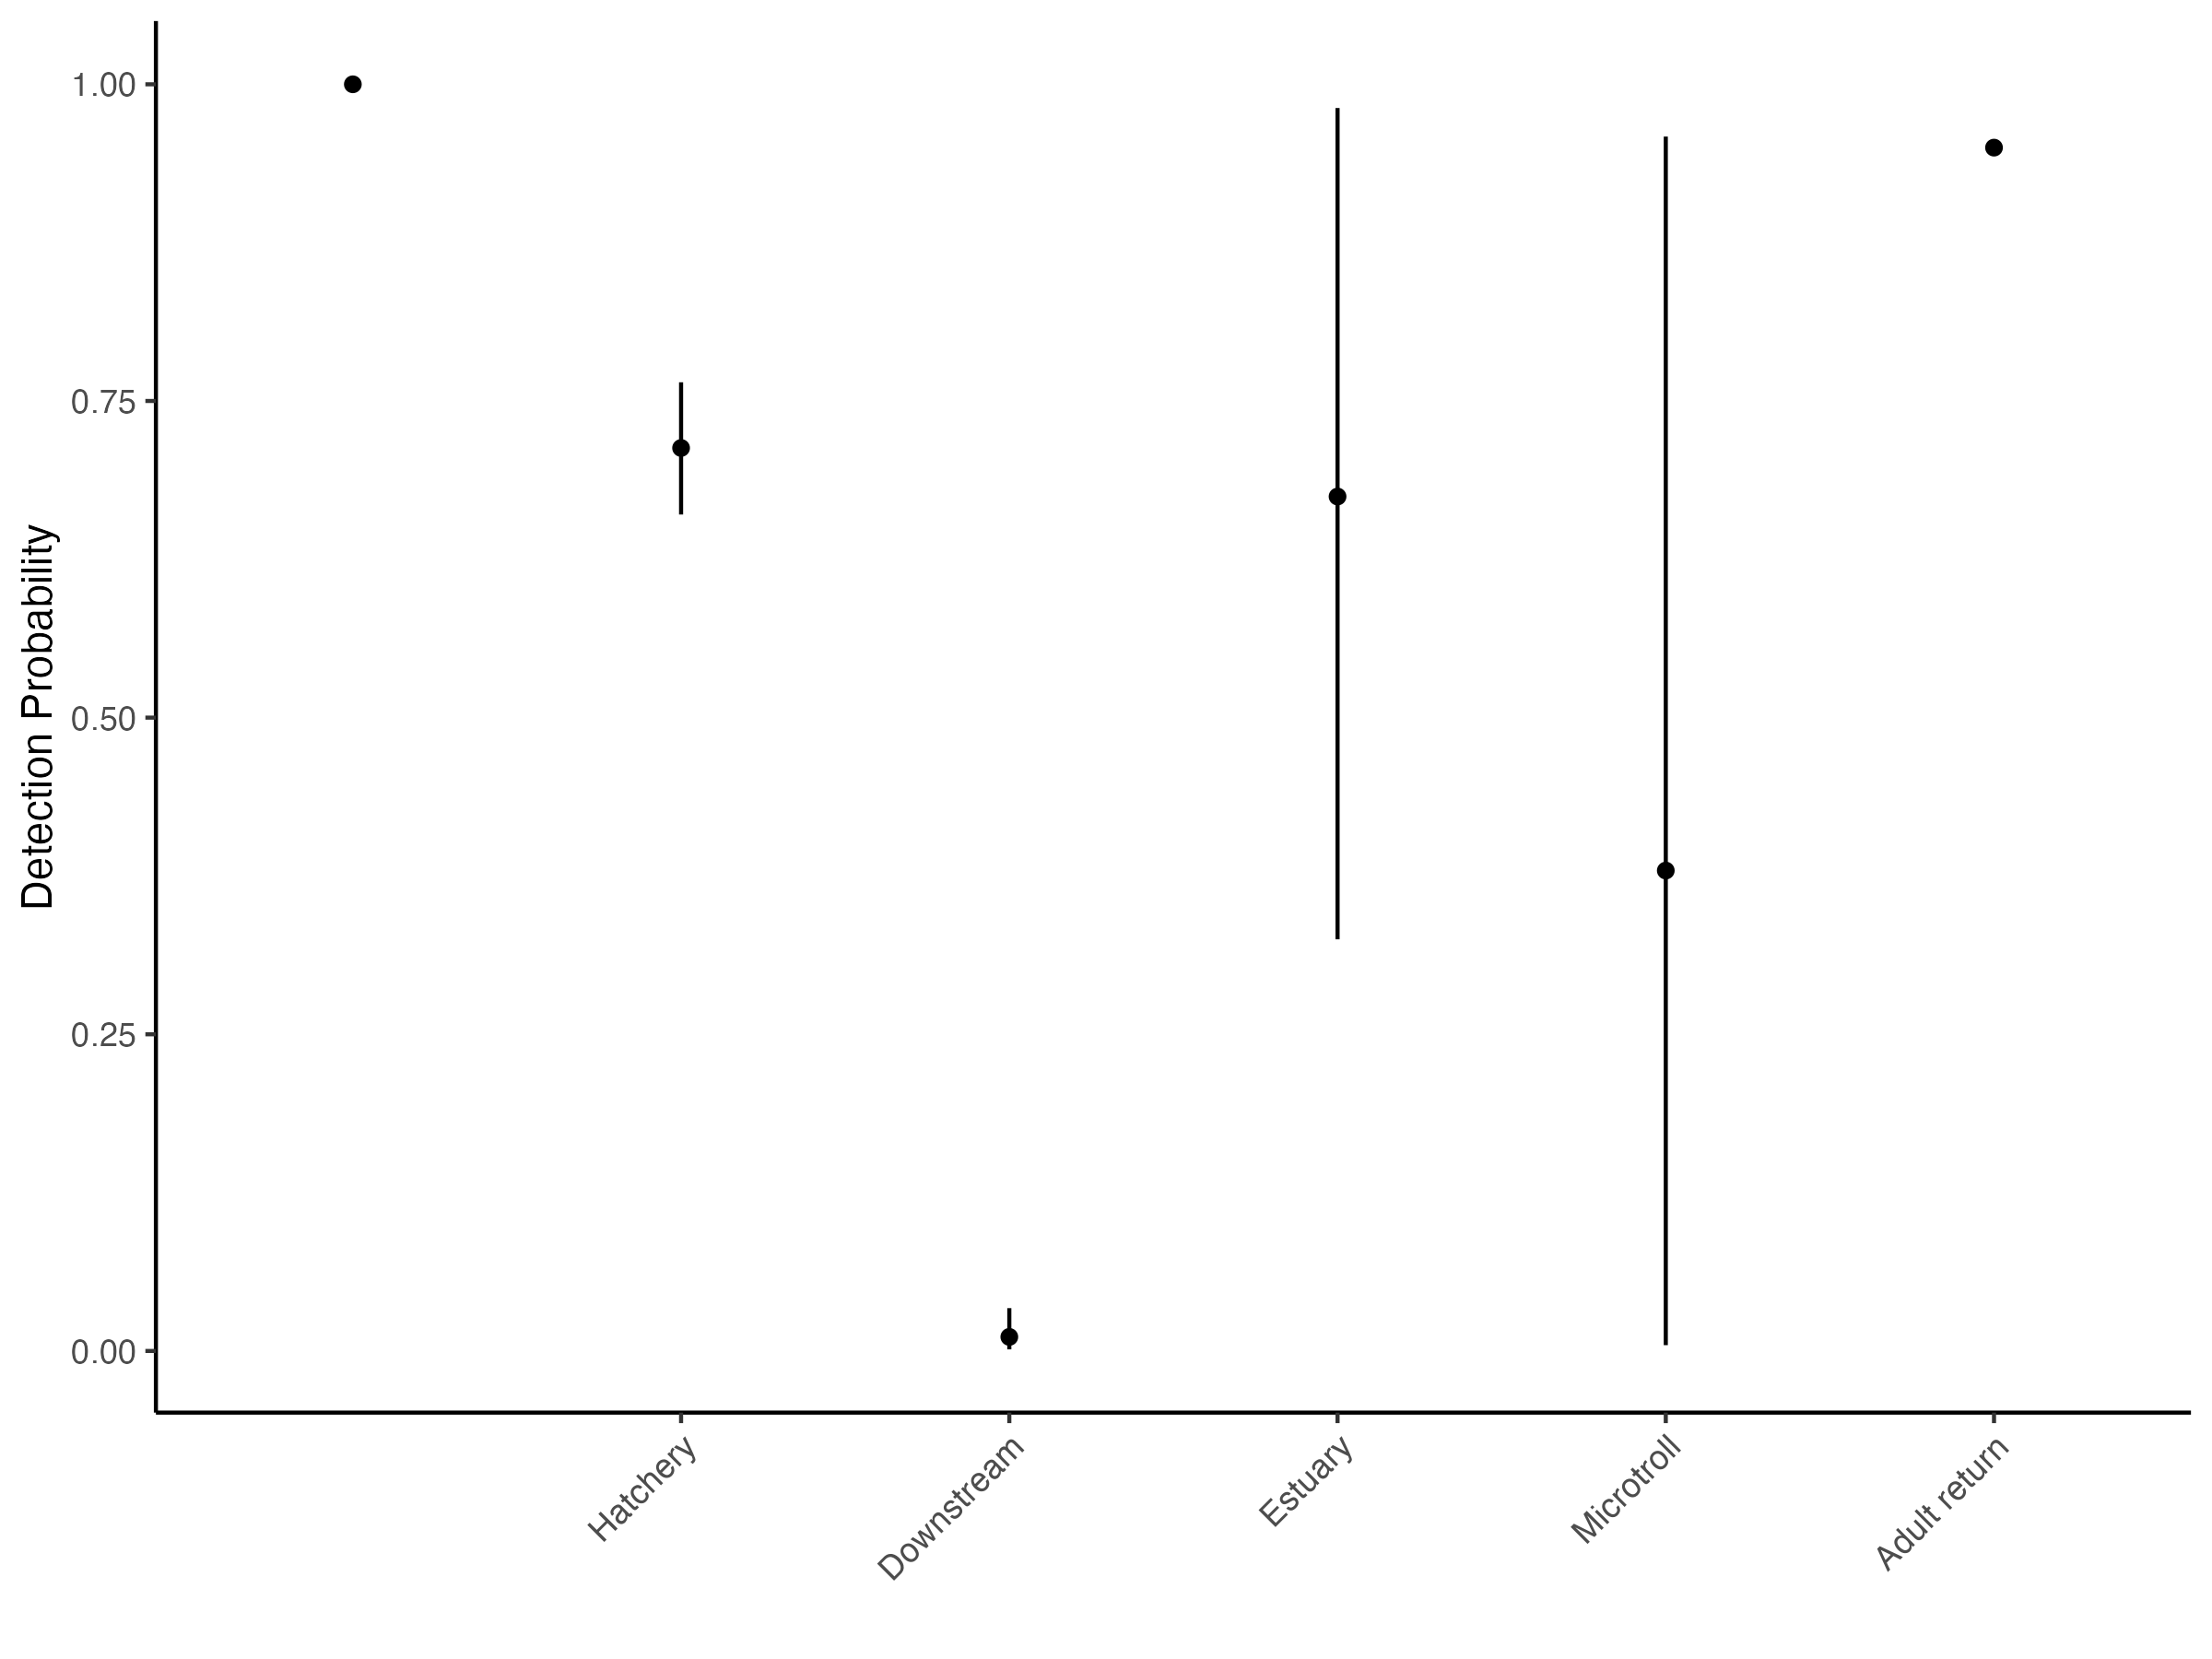 Detection Probability
1.00
0.75
0.50
0.25
0.00
Hatchery
Downstream
Estuary
Microtroll
Adult return